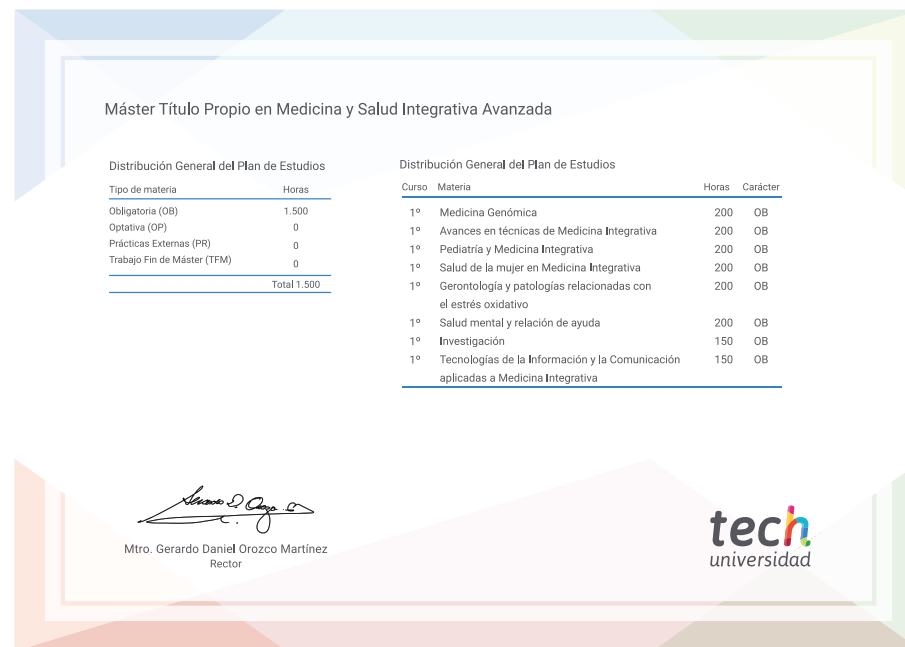 Máster Título Propio en Medicina y Salud Integrativa Avanzada
Distribución General del Plan de Estudios
Tipo de materia Horas
Obligatoria (OB) 1.500
Optativa (OP) 0
Prácticas Externas (PR) 0
Trabajo Fin de Máster (TFM) 0
Total 1.500
Distribución General del Plan de Estudios
Curso Materia Horas Carácter
1º Medicina Genómica 200 OB
1º Avances en técnicas de Medicina Integrativa 200 OB
1º Pediatría y Medicina Integrativa 200 OB
1º Salud de la mujer en Medicina Integrativa 200 OB
1º Gerontología y patologías relacionadas con 200 OB
el estrés oxidativo
1º Salud mental y relación de ayuda 200 OB
1º Investigación 150 OB
1º Tecnologías de la Información y la Comunicación 150 OB
aplicadas a Medicina Integrativa
Mtro. Gerardo Daniel Orozco Martínez
Rector
tech
universidad